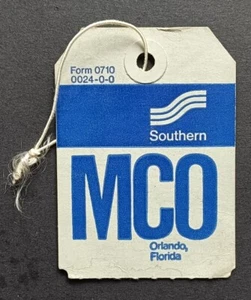 Form 0710
0024-0-0
Southern
MCO
Orlando,
Florida